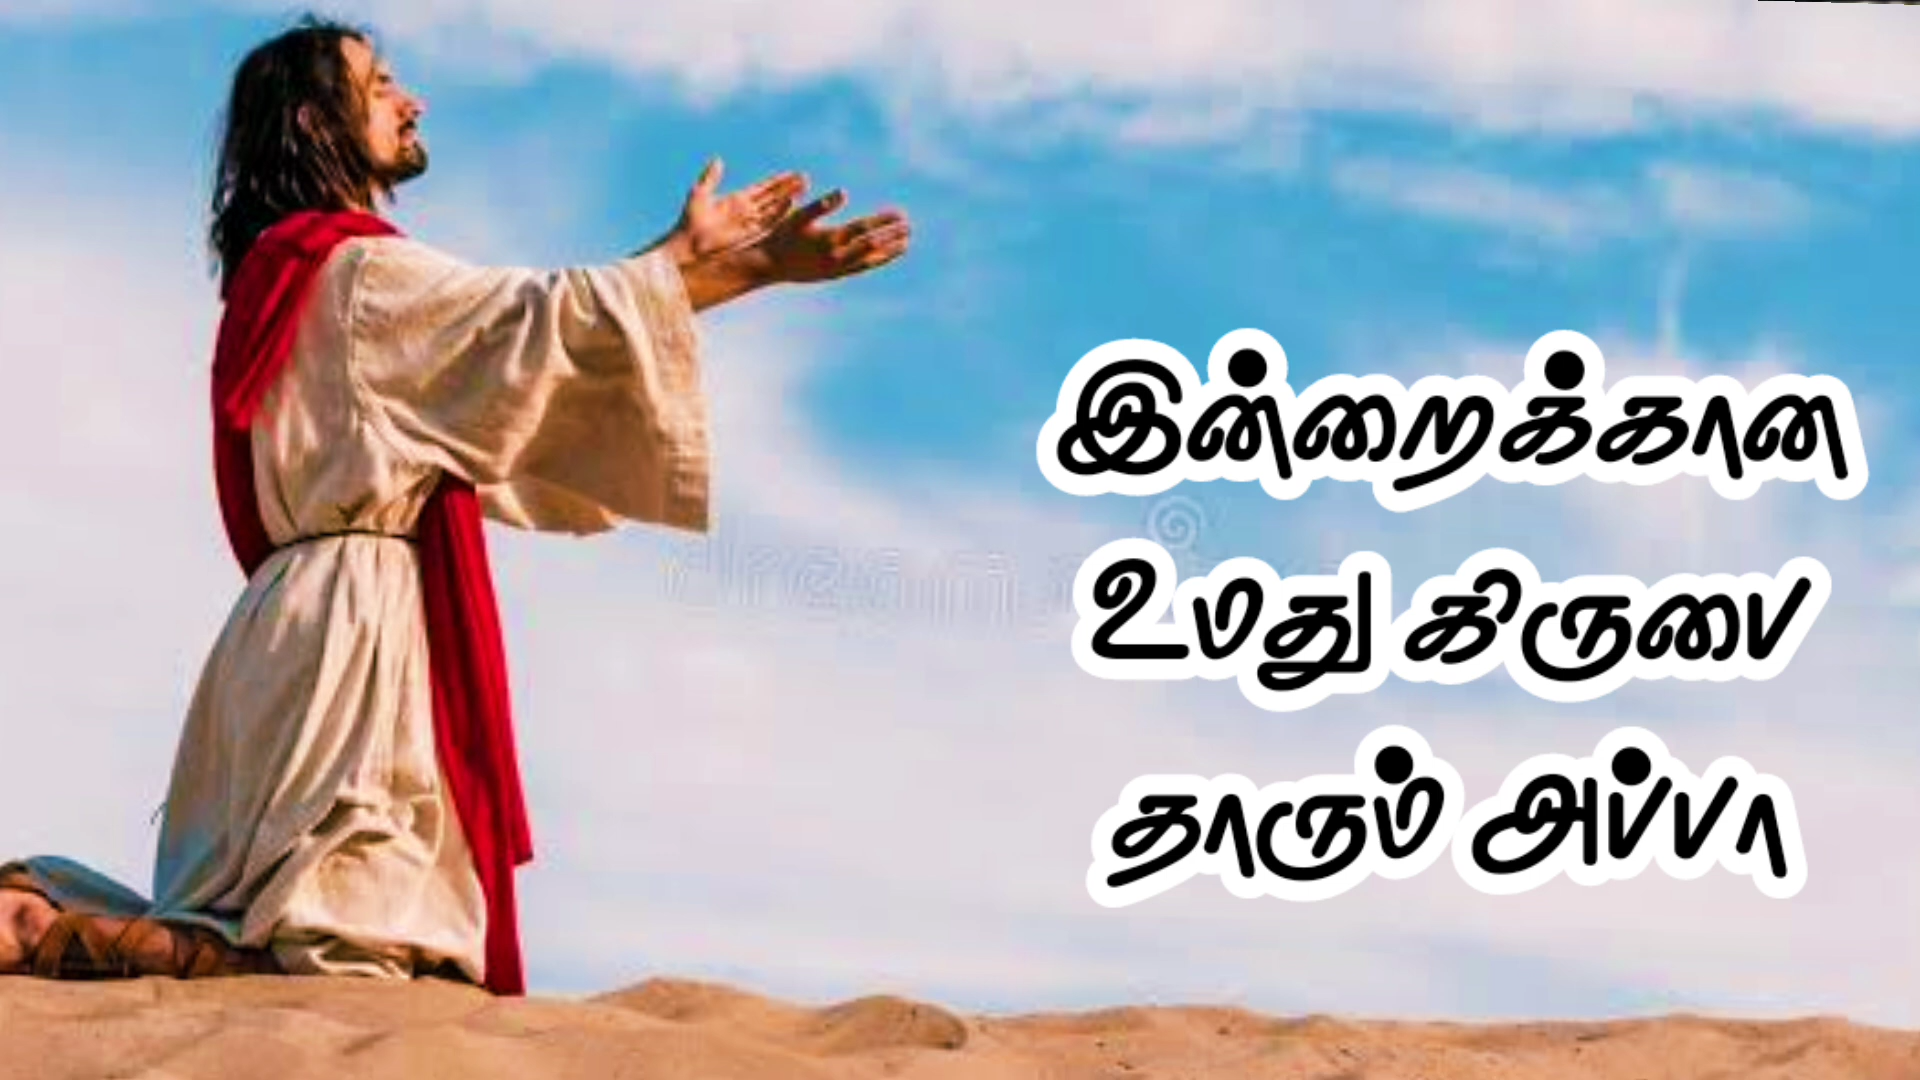 இன்றைக்கான
உமது கிருபை
தாரும் அப்பா